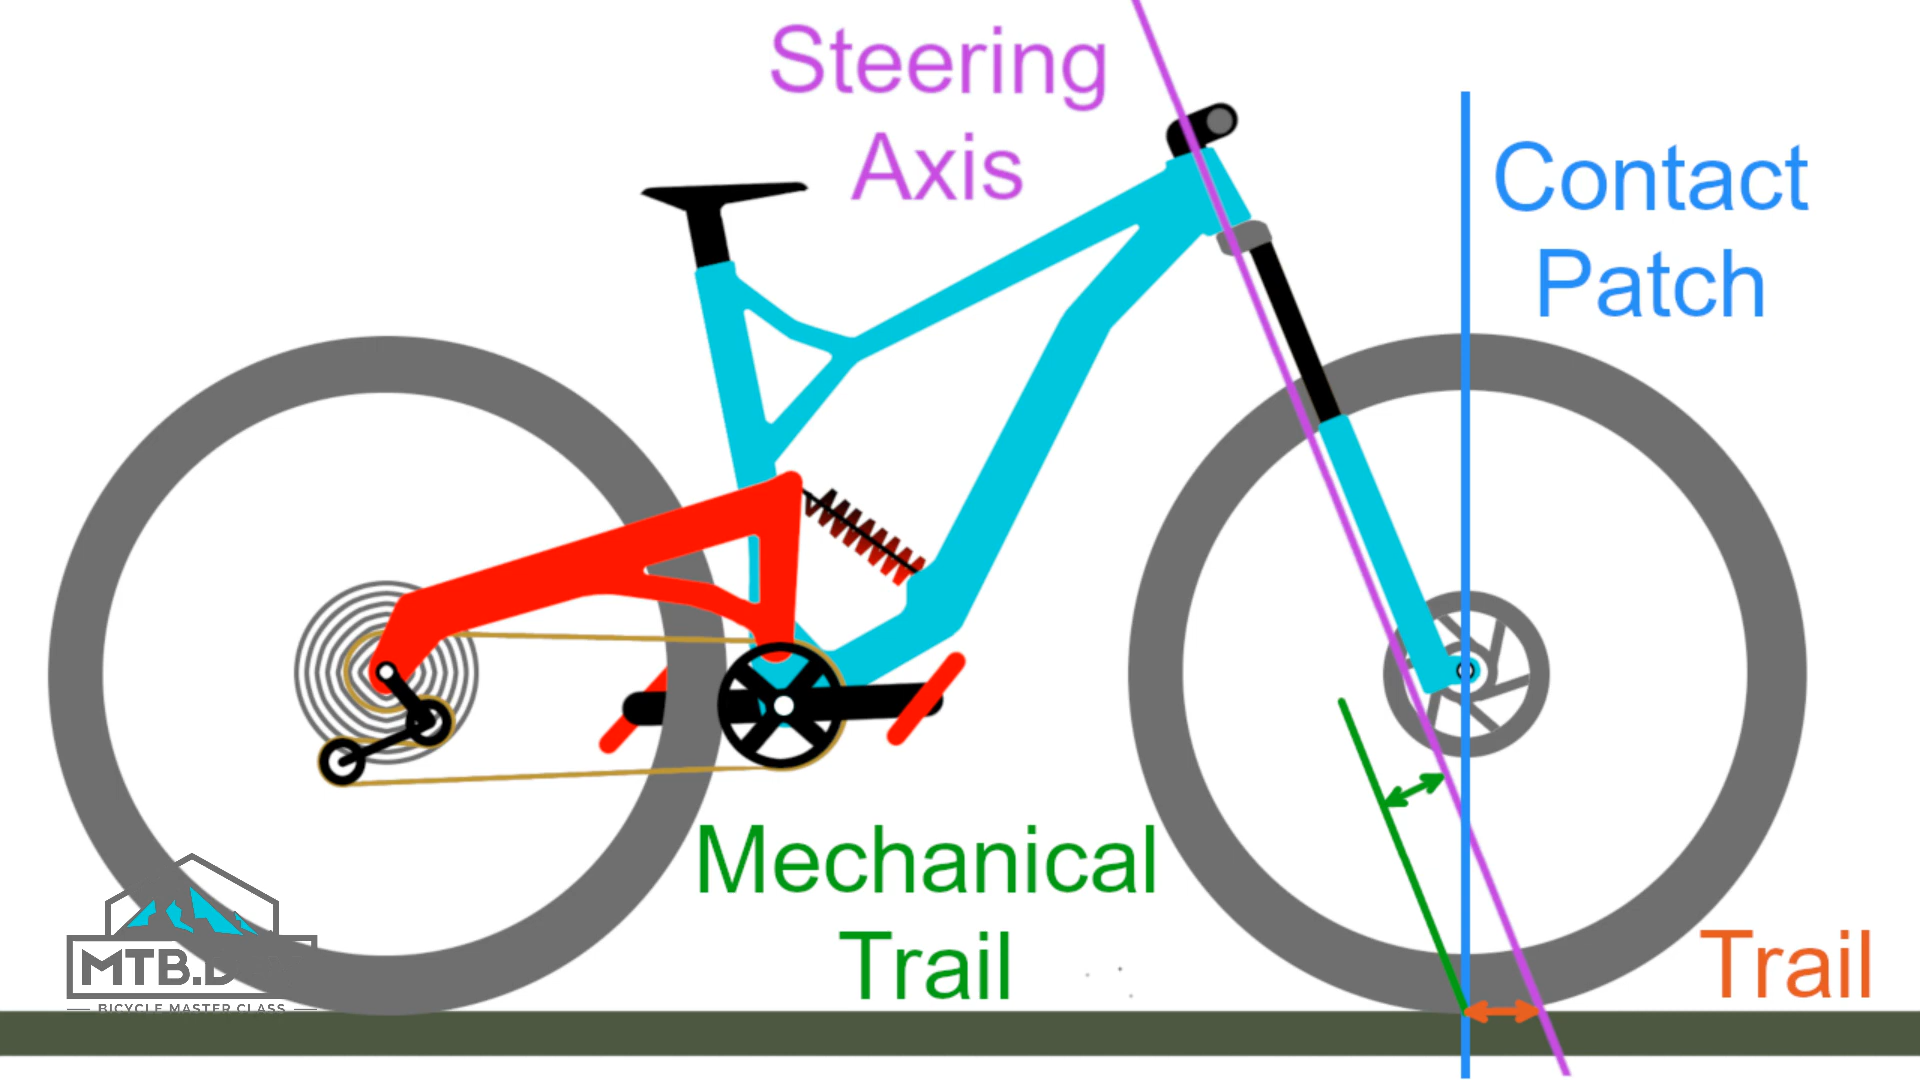 Steering
Axis
Contact
Patch
Mechanical
Trail
Trail
BICYCLE MASTER CLASS